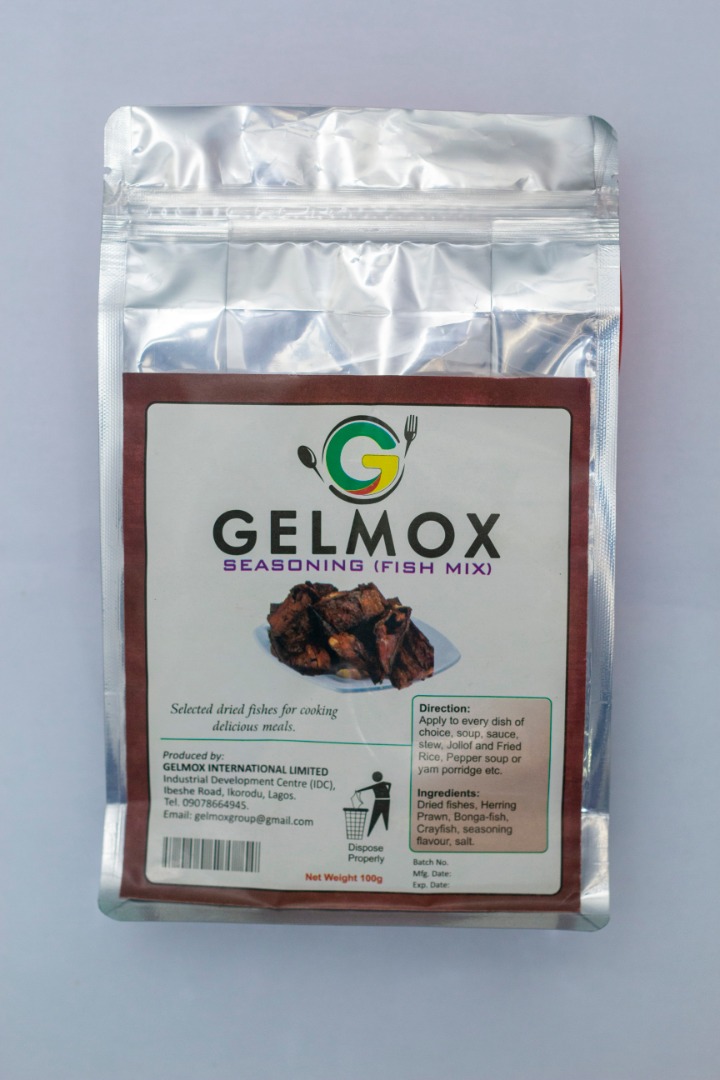 G
GELMOX
SEASONING (FISH MIX)
Selected dried fishes for cooking
delicious meals.
Produced by:
GELMOX INTERNATIONAL LIMITED
Industrial Development Centre (IDC),
Ibeshe Road, Ikorodu, Lagos.
Tel. 09078664945.
Email: gelmoxgroup@gmail.com
Dispose
Properly
Net Weight 100g
Direction:
Apply to every dish of
choice, soup, sauce,
stew, Jollof and Fried
Rice, Pepper soup or
yam porridge etc.
Ingredients:
Dried fishes, Herring
Prawn, Bonga-fish,
Crayfish, seasoning
flavour, salt.
Batch No.
Mfg. Date:
Exp. Date: